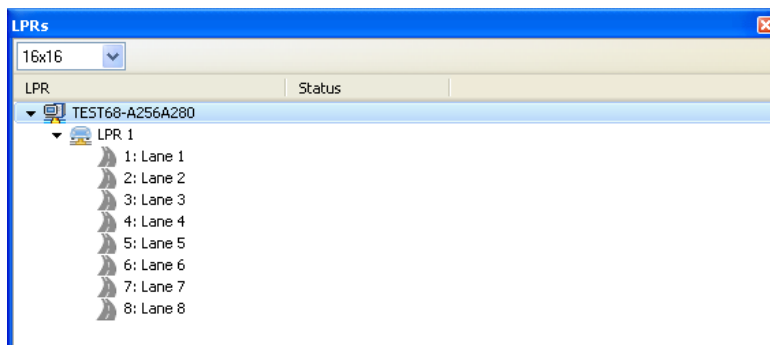 LPRs
16x16
LPR Status
TEST68-A256A280
LPR 1
1: Lane 1
2: Lane 2
3: Lane 3
4: Lane 4
5: Lane 5
6: Lane 6
7: Lane 7
8: Lane 8